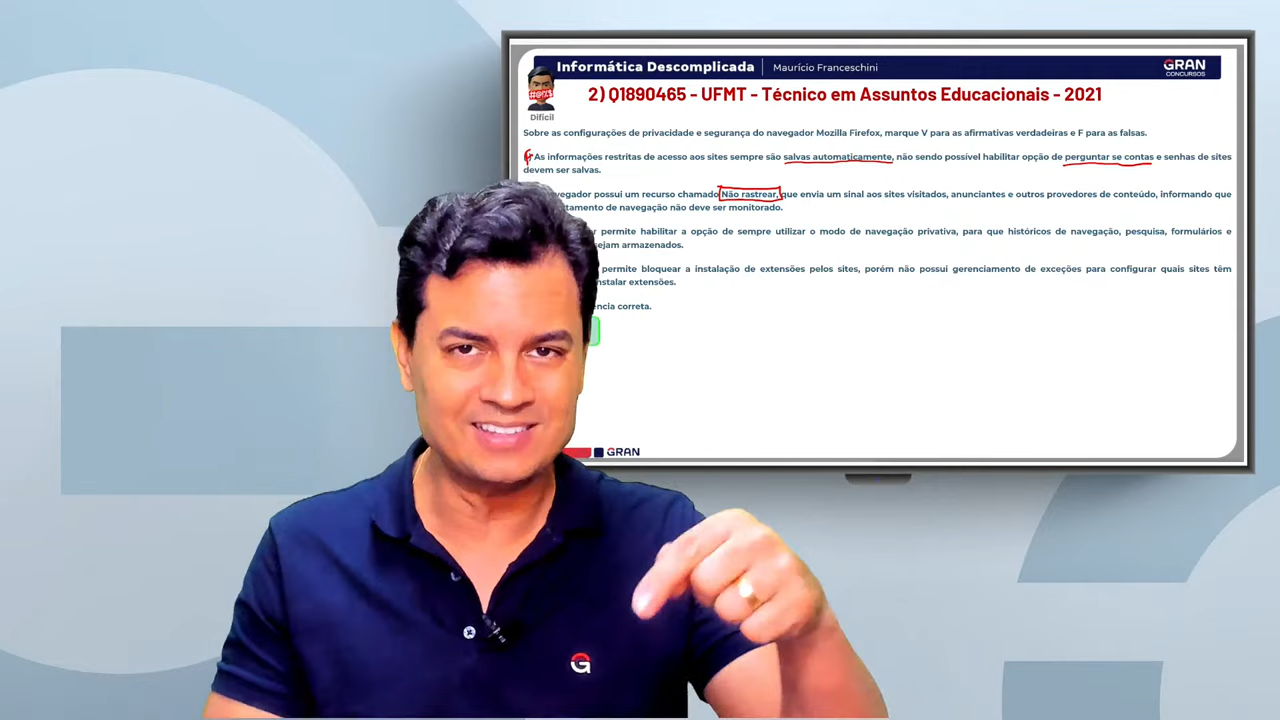 Informática Descomplicada
Maurício Franceschini
GRAN
CONCURSOS
#@!%!
Difícil
2) Q1890465 - UFMT - Técnico em Assuntos Educacionais - 2021
Sobre as configurações de privacidade e segurança do navegador Mozilla Firefox, marque V para as afirmativas verdadeiras e F para as falsas.
As informações restritas de acesso aos sites sempre são salvas automaticamente, não sendo possível habilitar opção de perguntar se contas e senhas de sites
devem ser salvas.
vegador possui um recurso chamado Não rastrear, que envia um sinal aos sites visitados, anunciantes e outros provedores de conteúdo, informando que
tamento de navegação não deve ser monitorado.
permite habilitar a opção de sempre utilizar o modo de navegação privativa, para que históricos de navegação, pesquisa, formulários e
sejam armazenados.
permite bloquear a instalação de extensões pelos sites, porém não possui gerenciamento de exceções para configurar quais sites têm
nstalar extensões.
ência correta.
GRAN
G